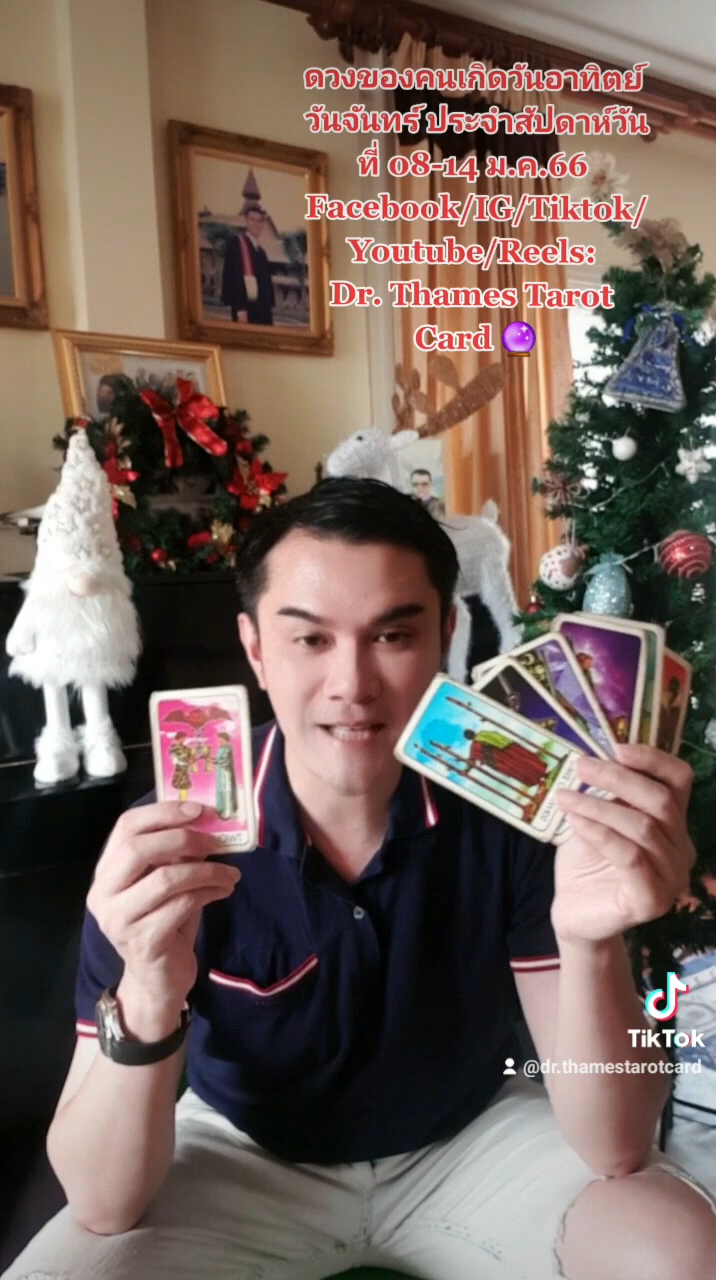 ดวงของคนเกิดวันอาทิตย์
วันจันทร์ ประจำสัปดาห์วัน
ที่ 08-14 ม.ค.66
Facebook/IG/Tiktok/
Youtube/Reels:
Dr. Thames Tarot
Card 🔮
TikTok
@dr.thamestarotcard